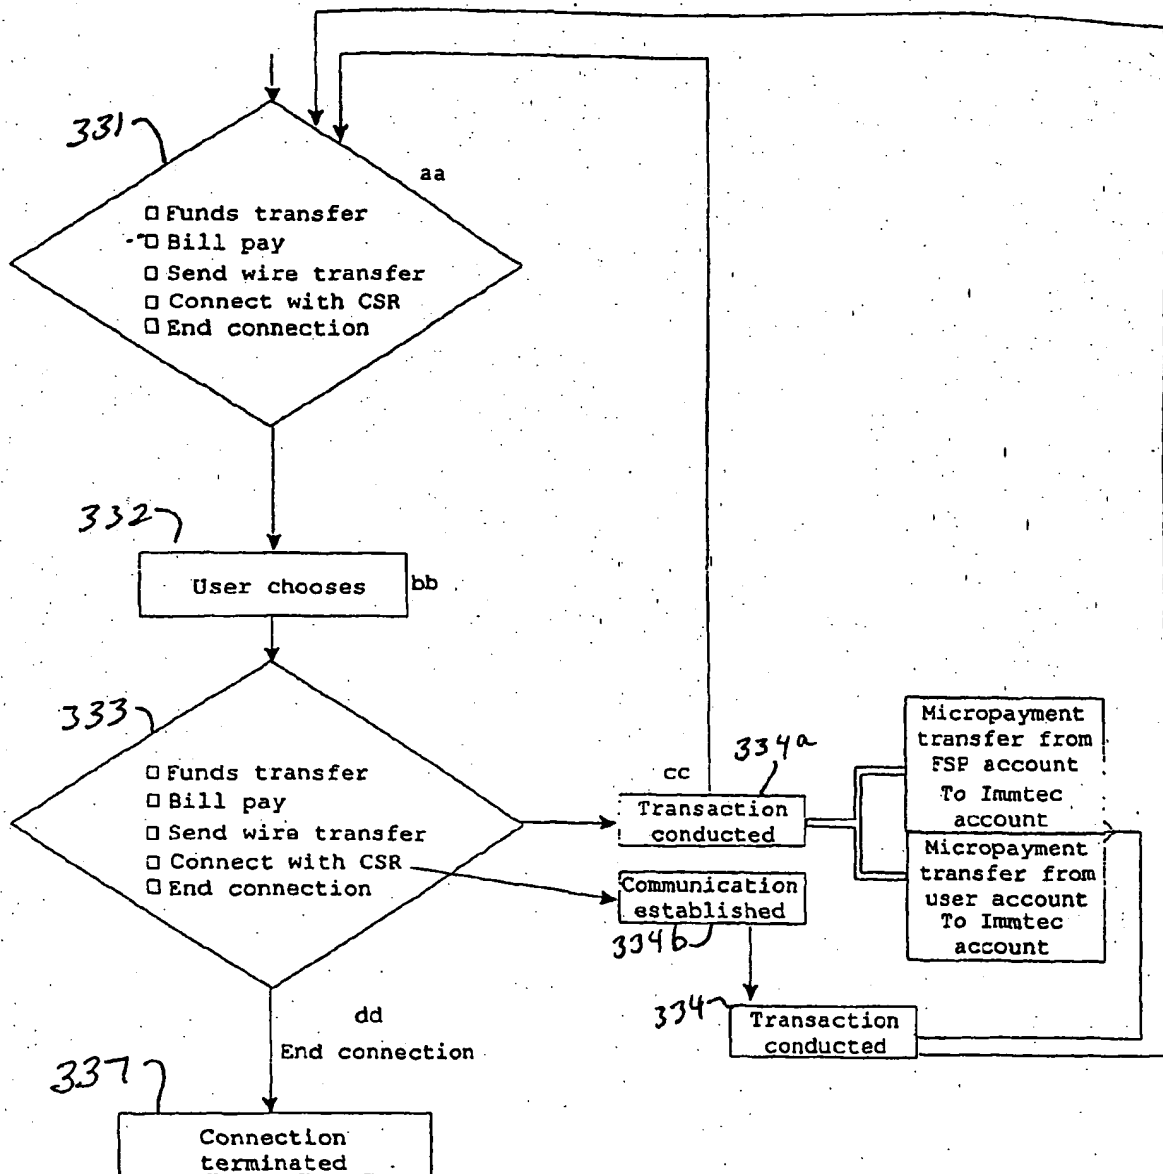 331
aa
Funds transfer
Bill pay
Send wire transfer
Connect with CSR
End connection
332
User chooses
bb
333
Funds transfer
Bill pay
Send wire transfer
Connect with CSR
End connection
cc
334a
Transaction
conducted
Micropayment
transfer from
FSP account
To Immtec
account
Micropayment
transfer from
user account
To Immtec
account
Communication
established
334b
334
Transaction
conducted
dd
End connection
337
Connection
terminated